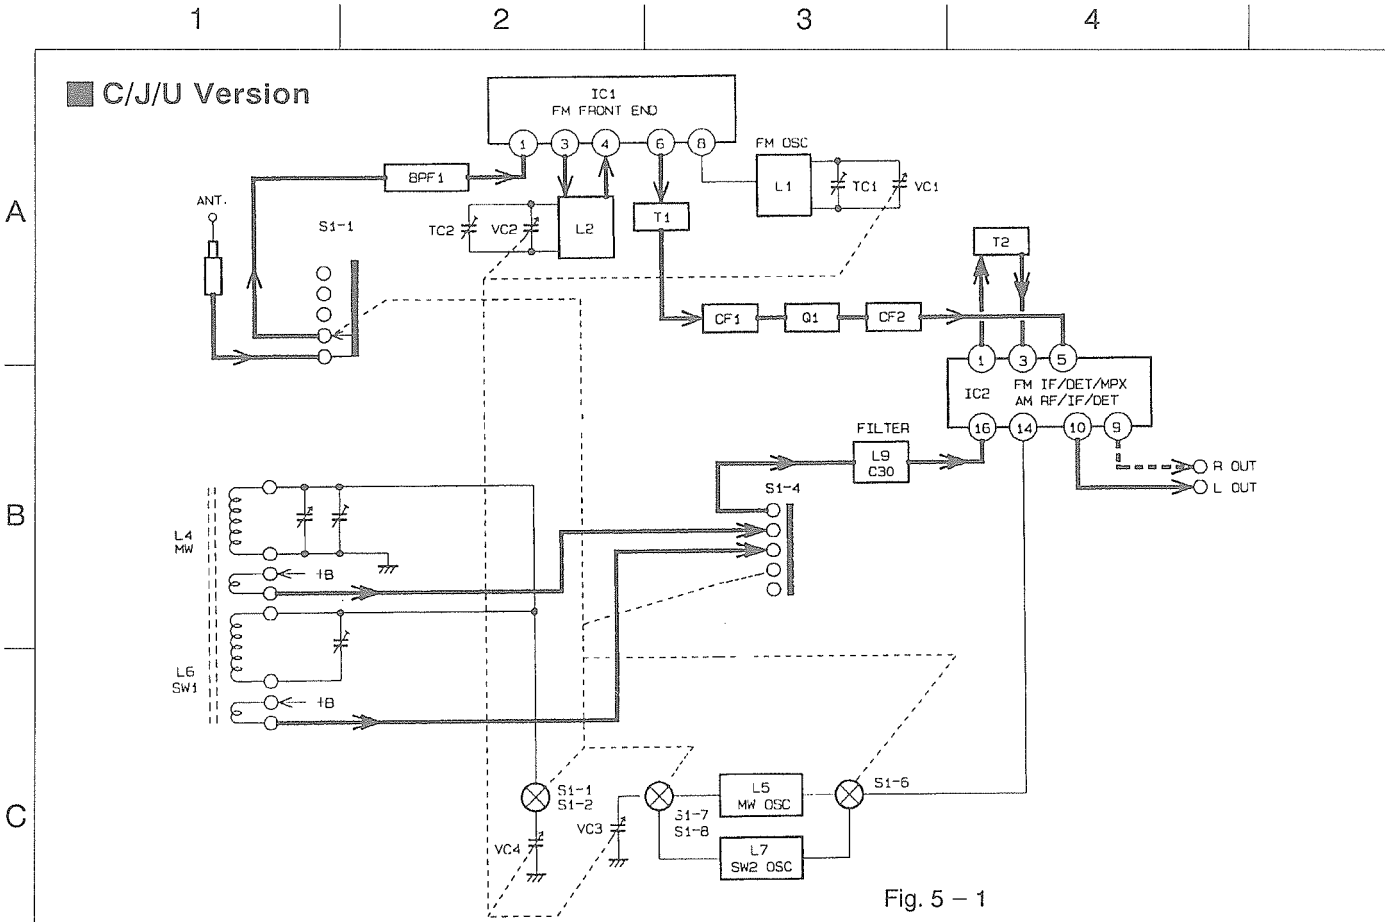 1 2 3 4
A
B
C
C/J/U Version
IC1
FM FRONT END
1 3 4 6 8
BPF1
ANT.
S1-1
TC2 VC2 L2
T1
FM OSC
L1
TC1 VC1
T2
CF1 Q1 CF2
1 3 5
IC2
FM IF/DET/MPX
AM RF/IF/DET
16 14 10 9
R OUT
L OUT
FILTER
L9
C30
S1-4
L4
MW
+B
L6
SW1
+B
S1-1
S1-2
VC4
VC3
S1-7
S1-8
L5
MW OSC
L7
SW2 OSC
S1-6
Fig. 5 – 1